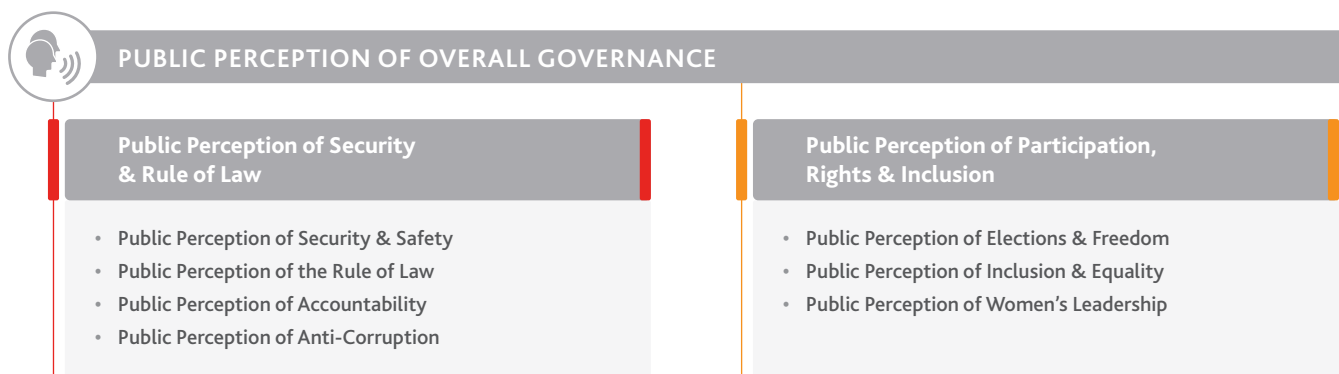 PUBLIC PERCEPTION OF OVERALL GOVERNANCE
Public Perception of Security
& Rule of Law
• Public Perception of Security & Safety
• Public Perception of the Rule of Law
• Public Perception of Accountability
• Public Perception of Anti-Corruption
Public Perception of Participation,
Rights & Inclusion
• Public Perception of Elections & Freedom
• Public Perception of Inclusion & Equality
• Public Perception of Women’s Leadership